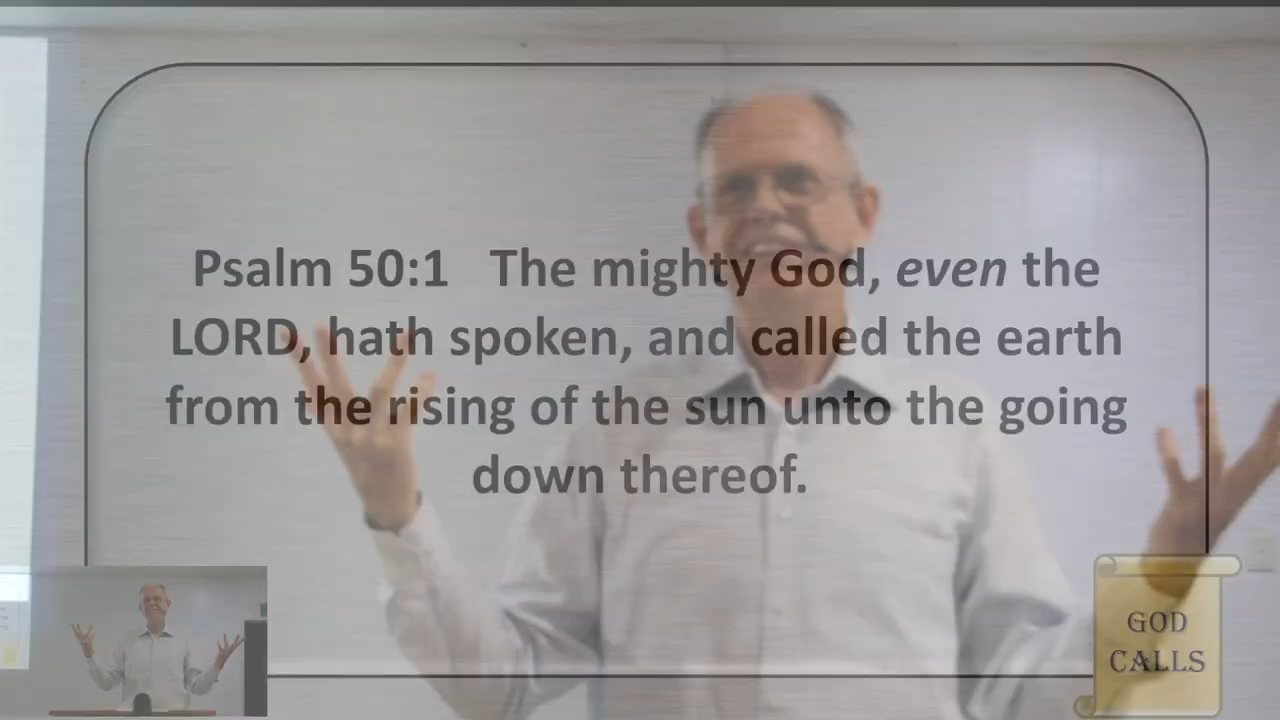 Psalm 50:1   The mighty God, even the
LORD, hath spoken, and called the earth
from the rising of the sun unto the going
down thereof.
GOD
CALLS